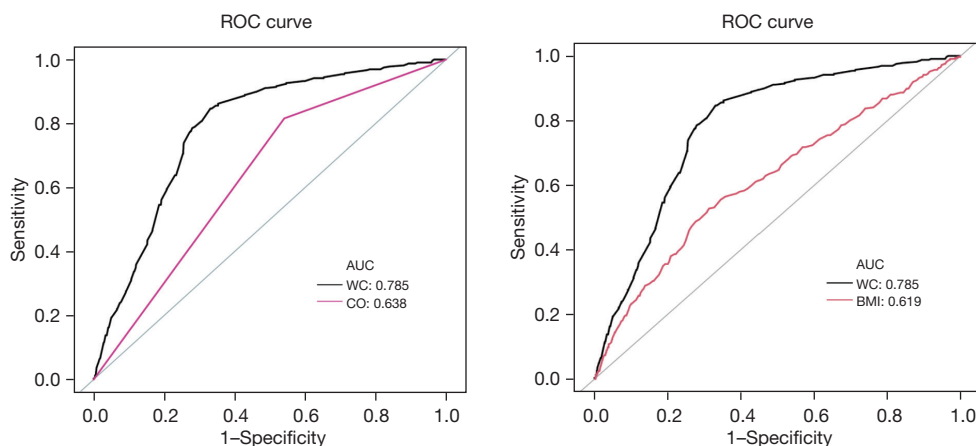 ROC curve
1.0
0.8
0.6
0.4
0.2
0.0
Sensitivity
AUC
WC: 0.785
CO: 0.638
0.0 0.2 0.4 0.6 0.8 1.0
1–Specificity
ROC curve
1.0
0.8
0.6
0.4
0.2
0.0
Sensitivity
AUC
WC: 0.785
BMI: 0.619
0.0 0.2 0.4 0.6 0.8 1.0
1–Specificity